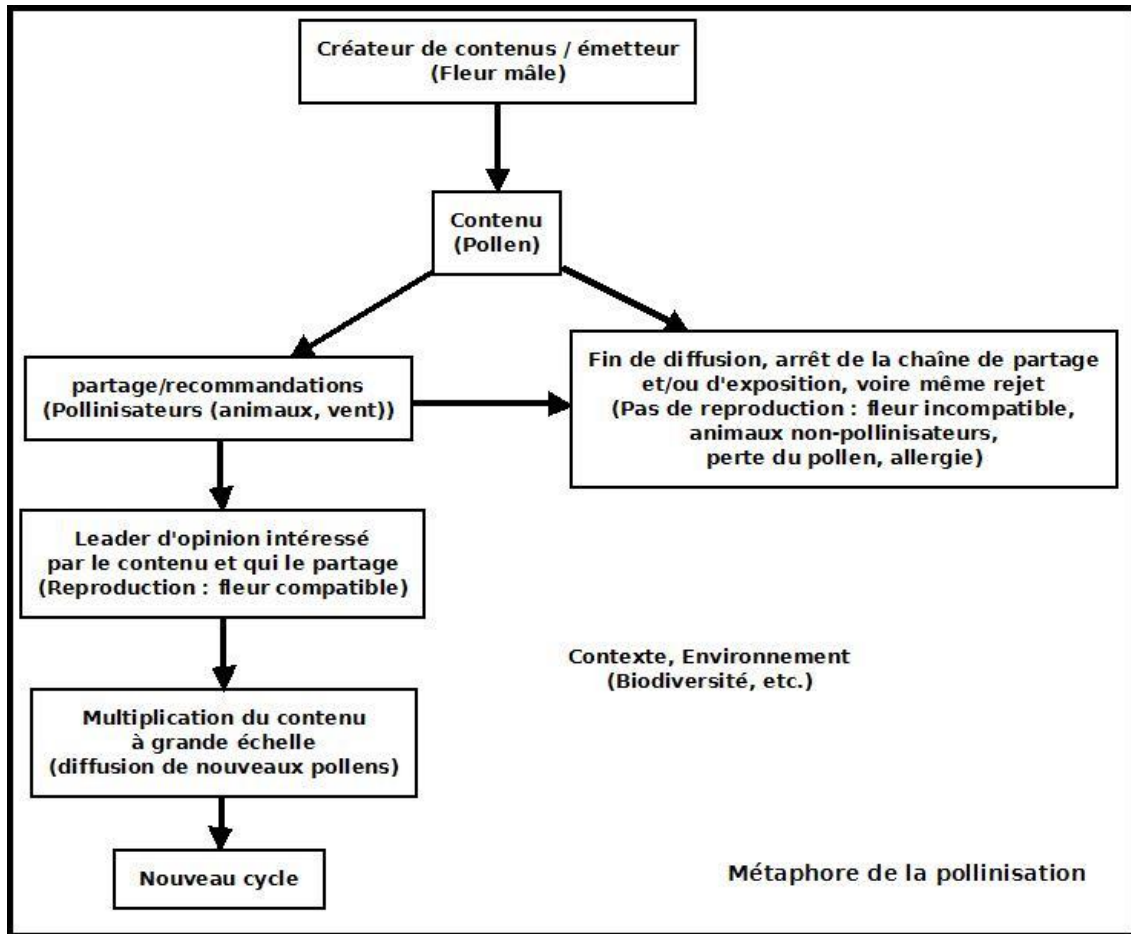 Créateur de contenus / émetteur
(Fleur mâle)
Contenu
(Pollen)
partage/recommandations
(Pollinisateurs (animaux, vent))
Fin de diffusion, arrêt de la chaîne de partage
et/ou d'exposition, voire même rejet
(Pas de reproduction : fleur incompatible,
animaux non-pollinisateurs,
perte du pollen, allergie)
Leader d'opinion intéressé
par le contenu et qui le partage
(Reproduction : fleur compatible)
Contexte, Environnement
(Biodiversité, etc.)
Multiplication du contenu
à grande échelle
(diffusion de nouveaux pollens)
Nouveau cycle
Métaphore de la pollinisation